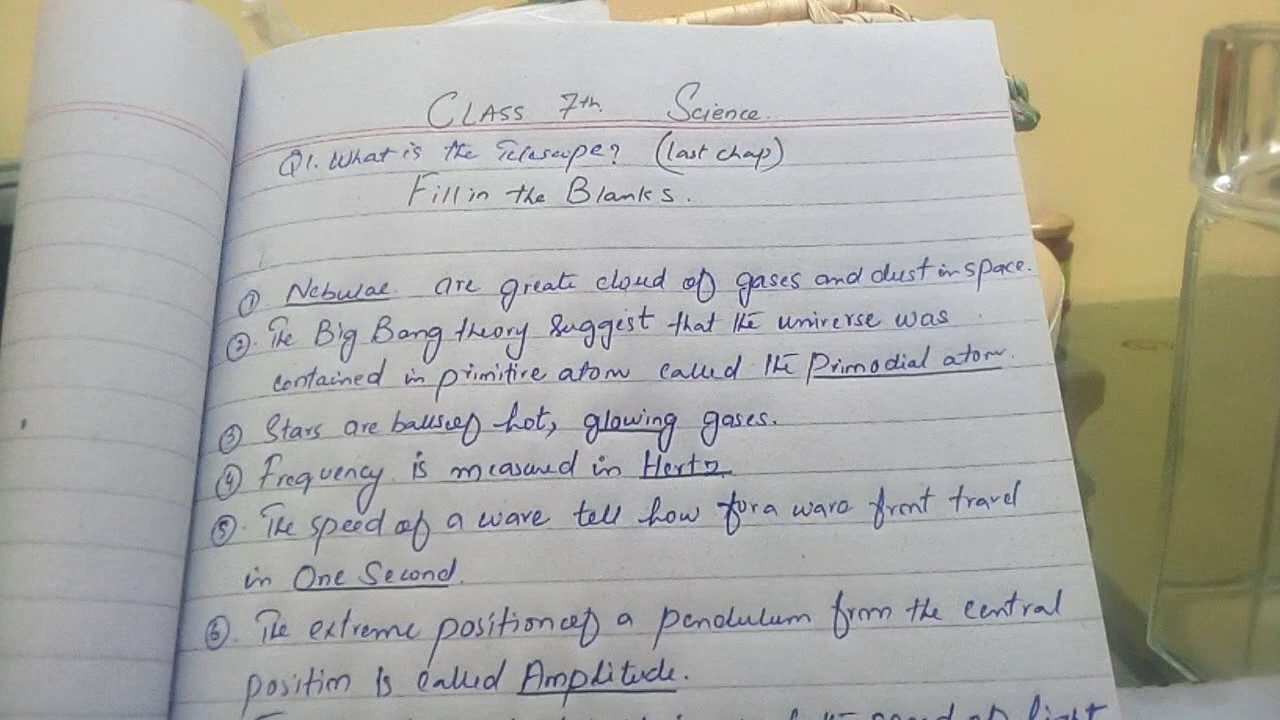 CLASS 7th. Science.
Q1. What is the Telescope? (last chap)
Fill in the Blanks.
① Nebulae are great cloud of gases and dust in space.
②. The Big Bang theory suggest that the universe was
contained in primitive atom called the Primodial atom.
③ Stars are balls of hot, glowing gases.
④ Frequency is measured in Hertz
⑤. The speed of a wave tell how for a wave front travel
in One Second.
⑥. The extreme position of a pendulum from the central
position is called Amplitude.
speed of light